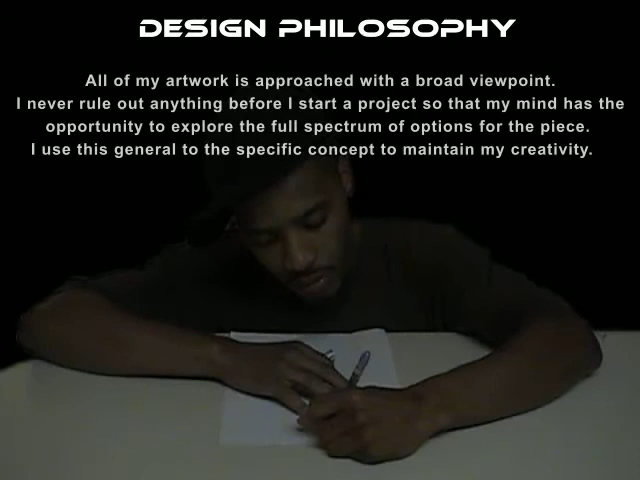 DESIGN PHILOSOPHY
All of my artwork is approached with a broad viewpoint.
I never rule out anything before I start a project so that my mind has the
opportunity to explore the full spectrum of options for the piece.
I use this general to the specific concept to maintain my creativity.